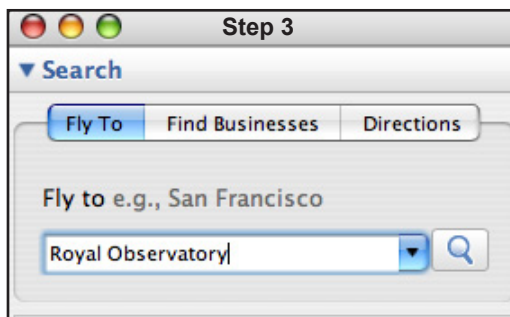 Step 3
Search
Fly To Find Businesses Directions
Fly to e.g., San Francisco
Royal Observatory